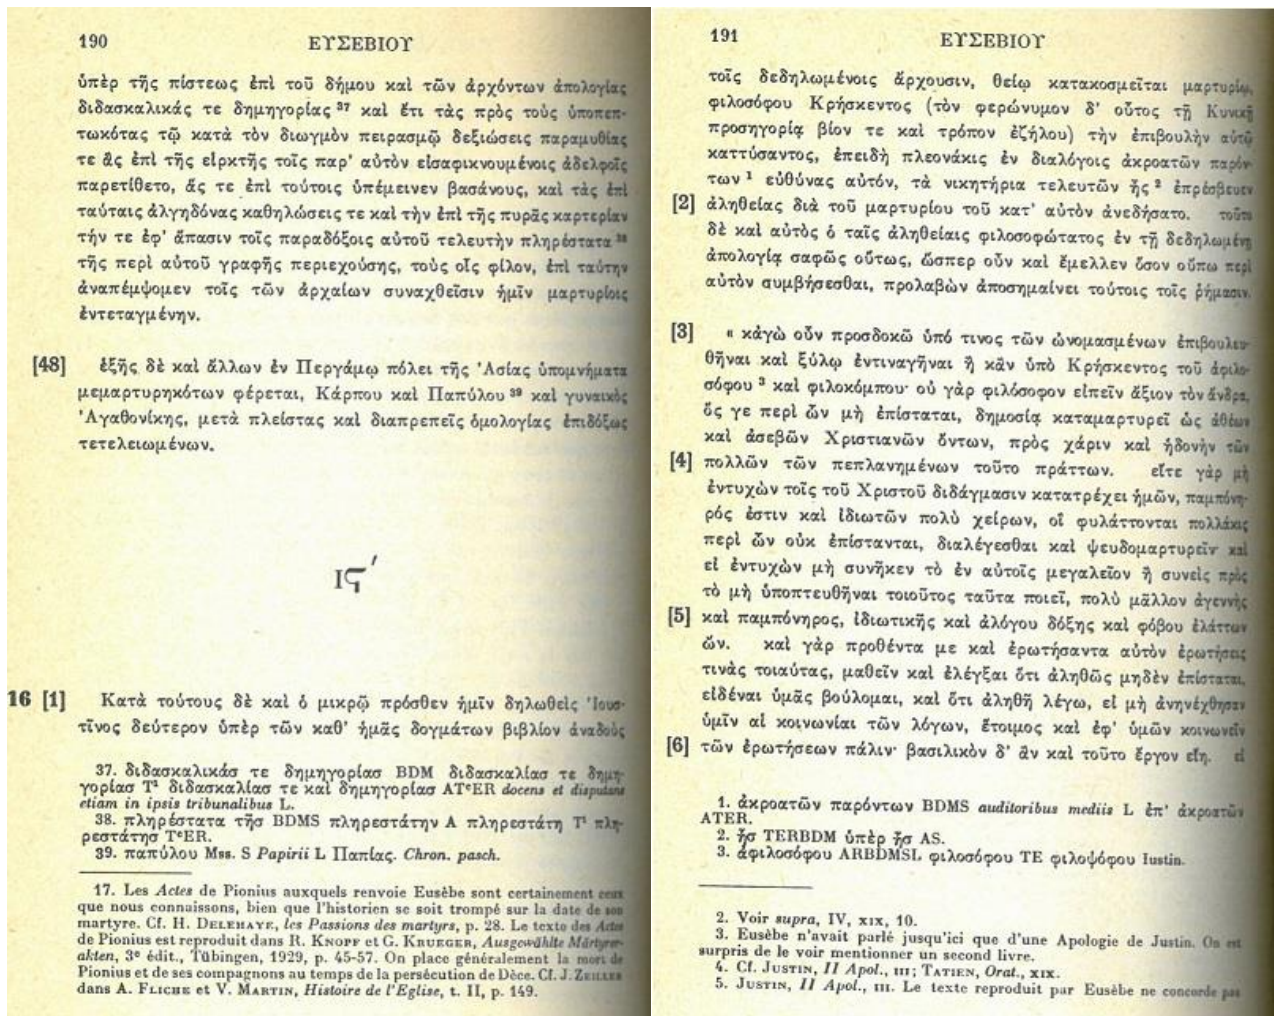 190
ΕΥΣΕΒΙΟΥ
ὑπὲρ τῆς πίστεως ἐπὶ τοῦ δήμου καὶ τῶν ἀρχόντων ἀπολογίας
διδασκαλικάς τε δημηγορίας 37 καὶ ἔτι τὰς πρὸς τοὺς ὑποπεπ-
τωκότας τῷ κατὰ τὸν διωγμὸν πειρασμῷ δεξιώσεις παραμυθίας
τε ἃς ἐπὶ τῆς εἱρκτῆς τοῖς παρ' αὐτὸν εἰσαφικνουμένοις ἀδελφοῖς
παρετίθετο, ἅς τε ἐπὶ τούτοις ὑπέμεινεν βασάνους, καὶ τὰς ἐπὶ
ταύταις ἀλγηδόνας καθηλώσεις τε καὶ τὴν ἐπὶ τῆς πυρᾶς καρτερίαν
τήν τε ἐφ' ἅπασιν τοῖς παραδόξοις αὐτοῦ τελευτὴν πληρέστατα 38
τῆς περὶ αὐτοῦ γραφῆς περιεχούσης, τοὺς οἷς φίλον, ἐπὶ ταύτην
ἀναπέμψομεν τοῖς τῶν ἀρχαίων συναχθεῖσιν ἡμῖν μαρτυρίοις
ἐντεταγμένην.
[48] ἑξῆς δὲ καὶ ἄλλων ἐν Περγάμῳ πόλει τῆς Ἀσίας ὑπομνήματα
μεμαρτυρηκότων φέρεται, Κάρπου καὶ Παπύλου 39 καὶ γυναικὸς
Ἀγαθονίκης, μετὰ πλείστας καὶ διαπρεπεῖς ὁμολογίας ἐπιδόξως
τετελειωμένων.
Ιϛ′
16 [1] Κατὰ τούτους δὲ καὶ ὁ μικρῷ πρόσθεν ἡμῖν δηλωθεὶς Ἰουσ-
τῖνος δεύτερον ὑπὲρ τῶν καθ' ἡμᾶς δογμάτων βιβλίον ἀναδοὺς
37. διδασκαλικάσ τε δημηγορίασ BDM διδασκαλίασ τε δημη-
γορίασ T¹ διδασκαλίασ τε καὶ δημηγορίασ ATᶜER docens et disputans
etiam in ipsis tribunalibus L.
38. πληρέστατα τῆσ BDMS πληρεστάτην A πληρεστάτη T¹ πλη-
ρεστάτησ TᶜER.
39. παπύλου Mss. S Papirii L Παπίας. Chron. pasch.
17. Les Actes de Pionius auxquels renvoie Eusèbe sont certainement ceux
que nous connaissons, bien que l'historien se soit trompé sur la date de son
martyre. Cf. H. DELEHAYE, les Passions des martyrs, p. 28. Le texte des Actes
de Pionius est reproduit dans R. KNOPF et G. KRUEGER, Ausgewählte Märtyrer-
akten, 3ᵉ édit., Tübingen, 1929, p. 45-57. On place généralement la mort de
Pionius et de ses compagnons au temps de la persécution de Dèce. Cf. J. ZEILLER
dans A. FLICHE et V. MARTIN, Histoire de l'Eglise, t. II, p. 149.
191
ΕΥΣΕΒΙΟΥ
τοῖς δεδηλωμένοις ἄρχουσιν, θείῳ κατακοσμεῖται μαρτυρίῳ,
φιλοσόφου Κρήσκεντος (τὸν φερώνυμον δ' οὗτος τῇ Κυνικῇ
προσηγορίᾳ βίον τε καὶ τρόπον ἐζήλου) τὴν ἐπιβουλὴν αὐτῷ
καττύσαντος, ἐπειδὴ πλεονάκις ἐν διαλόγοις ἀκροατῶν παρόν-
των 1 εὐθύνας αὐτόν, τὰ νικητήρια τελευτῶν ἧς 2 ἐπρέσβευεν
[2] ἀληθείας διὰ τοῦ μαρτυρίου τοῦ κατ' αὐτὸν ἀνεδήσατο. τοῦτο
δὲ καὶ αὐτὸς ὁ ταῖς ἀληθείαις φιλοσοφώτατος ἐν τῇ δεδηλωμένῃ
ἀπολογίᾳ σαφῶς οὕτως, ὥσπερ οὖν καὶ ἔμελλεν ὅσον οὔπω περὶ
αὐτὸν συμβήσεσθαι, προλαβὼν ἀποσημαίνει τούτοις τοῖς ῥήμασιν.
[3] « κἀγὼ οὖν προσδοκῶ ὑπό τινος τῶν ὠνομασμένων ἐπιβουλευ-
θῆναι καὶ ξύλῳ ἐντιναγῆναι ἢ κἂν ὑπὸ Κρήσκεντος τοῦ ἀφιλο-
σόφου 3 καὶ φιλοκόμπου· οὐ γὰρ φιλόσοφον εἰπεῖν ἄξιον τὸν ἄνδρα,
ὅς γε περὶ ὧν μὴ ἐπίσταται, δημοσίᾳ καταμαρτυρεῖ ὡς ἀθέων
καὶ ἀσεβῶν Χριστιανῶν ὄντων, πρὸς χάριν καὶ ἡδονὴν τῶν
[4] πολλῶν τῶν πεπλανημένων τοῦτο πράττων. εἴτε γὰρ μὴ
ἐντυχὼν τοῖς τοῦ Χριστοῦ διδάγμασιν κατατρέχει ἡμῶν, παμπόνη-
ρός ἐστιν καὶ ἰδιωτῶν πολὺ χείρων, οἳ φυλάττονται πολλάκις
περὶ ὧν οὐκ ἐπίστανται, διαλέγεσθαι καὶ ψευδομαρτυρεῖν· καὶ
εἰ ἐντυχὼν μὴ συνῆκεν τὸ ἐν αὐτοῖς μεγαλεῖον ἢ συνεὶς πρὸς
τὸ μὴ ὑποπτευθῆναι τοιοῦτος ταῦτα ποιεῖ, πολὺ μᾶλλον ἀγεννὴς
[5] καὶ παμπόνηρος, ἰδιωτικῆς καὶ ἀλόγου δόξης καὶ φόβου ἐλάττων
ὤν. καὶ γὰρ προθέντα με καὶ ἐρωτήσαντα αὐτὸν ἐρωτήσεις
τινὰς τοιαύτας, μαθεῖν καὶ ἐλέγξαι ὅτι ἀληθῶς μηδὲν ἐπίσταται,
εἰδέναι ὑμᾶς βούλομαι, καὶ ὅτι ἀληθῆ λέγω, εἰ μὴ ἀνηνέχθησαν
ὑμῖν αἱ κοινωνίαι τῶν λόγων, ἕτοιμος καὶ ἐφ' ὑμῶν κοινωνεῖν
[6] τῶν ἐρωτήσεων πάλιν· βασιλικὸν δ' ἂν καὶ τοῦτο ἔργον εἴη. εἰ
1. ἀκροατῶν παρόντων BDMS auditoribus mediis L ἐπ' ἀκροατῶν
ATER.
2. ἧσ TERBDM ὑπὲρ ἧσ AS.
3. ἀφιλοσόφου ARBDMSL φιλοσόφου TE φιλοψόφου Iustin.
2. Voir supra, IV, XIX, 10.
3. Eusèbe n'avait parlé jusqu'ici que d'une Apologie de Justin. On est
surpris de le voir mentionner un second livre.
4. Cf. JUSTIN, II Apol., III; TATIEN, Orat., XIX.
5. JUSTIN, II Apol., III. Le texte reproduit par Eusèbe ne concorde pas